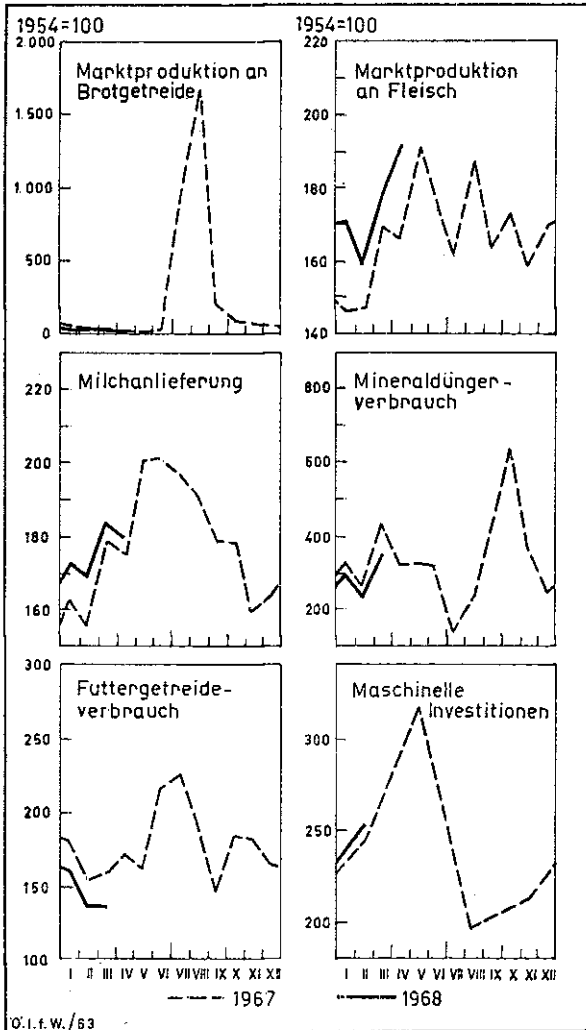 1954=100
1954=100
2.000
1.500
1.000
500
0
Marktproduktion an
Brotgetreide
220
190
170
160
140
Marktproduktion
an Fleisch
220
200
180
160
Milchanlieferung
800
600
400
200
Mineraldünger-
verbrauch
300
250
200
150
100
Futtergetreide-
verbrauch
300
250
200
Maschinelle
Investitionen
I II III IV V VI VII VIII IX X XI XII
I II III IV V VI VII VIII IX X XI XII
1967
1968
Ö.I.f.W./63